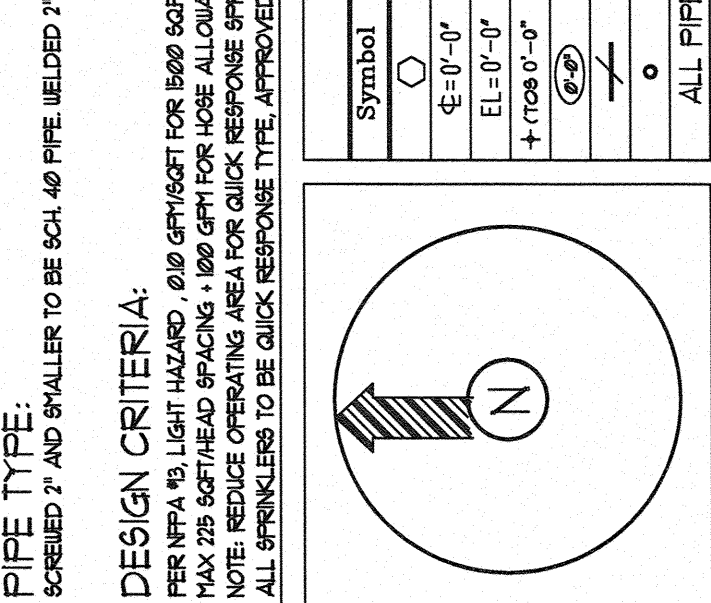 PIPE TYPE:
SCREWED 2" AND SMALLER TO BE SCH. 40 PIPE. WELDED 2"
DESIGN CRITERIA:
PER NFPA #13, LIGHT HAZARD , 0.10 GPM/SQFT FOR 1500
MAX 225 SQFT/HEAD SPACING + 100 GPM FOR HOSE
NOTE: REDUCE OPERATING AREA FOR QUICK RESPONSE
ALL SPRINKLERS TO BE QUICK RESPONSE TYPE, APPROVED
N
Symbol
℄=0'-0"
EL=0'-0"
(TOS 0'-0"
0'-0"
ALL PIPE